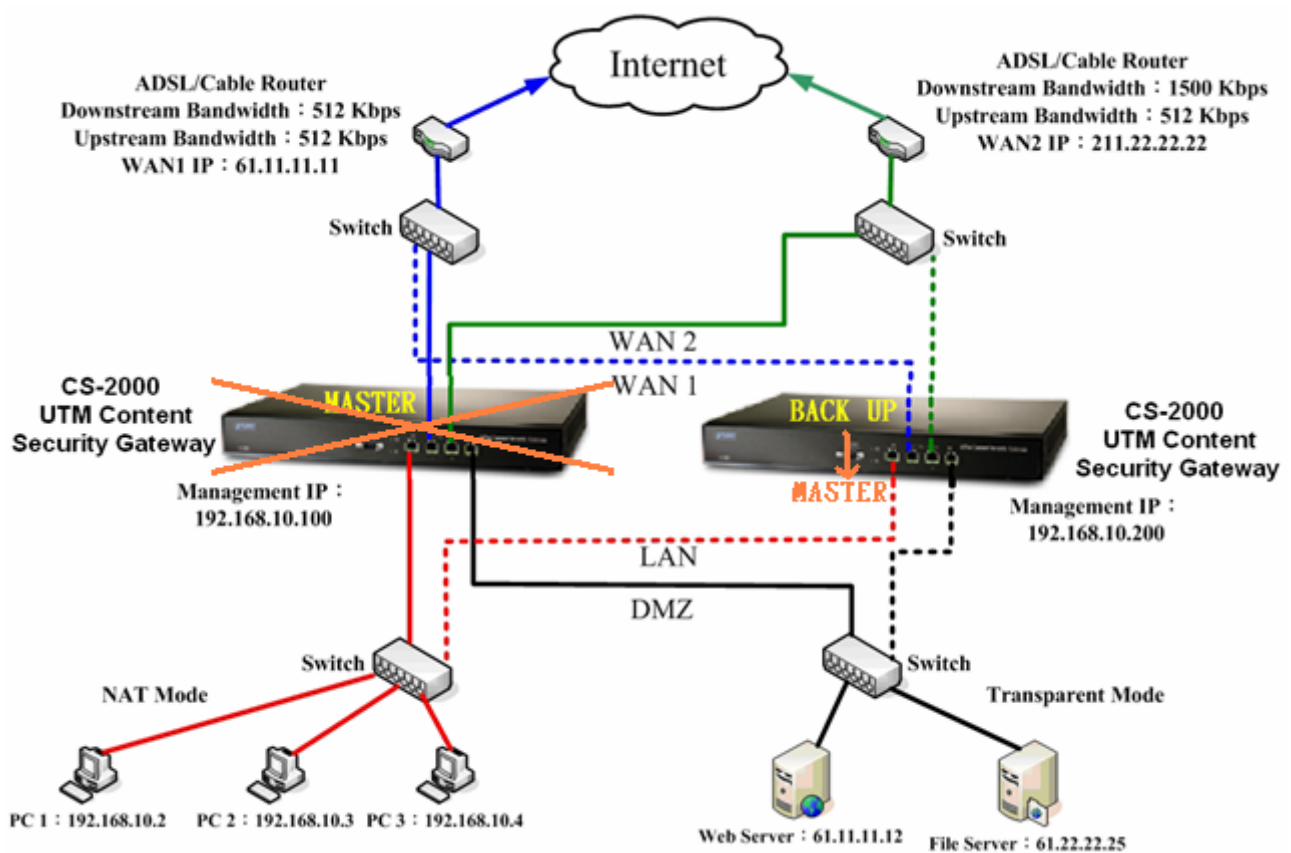 Internet
ADSL/Cable Router
Downstream Bandwidth：512 Kbps
Upstream Bandwidth：512 Kbps
WAN1 IP：61.11.11.11
ADSL/Cable Router
Downstream Bandwidth：1500 Kbps
Upstream Bandwidth：512 Kbps
WAN2 IP：211.22.22.22
Switch
Switch
WAN 2
WAN 1
CS-2000
UTM Content
Security Gateway
MASTER
BACK UP
MASTER
CS-2000
UTM Content
Security Gateway
Management IP：
192.168.10.100
Management IP：
192.168.10.200
LAN
DMZ
Switch
Switch
NAT Mode
Transparent Mode
PC 1：192.168.10.2
PC 2：192.168.10.3
PC 3：192.168.10.4
Web Server：61.11.11.12
File Server：61.22.22.25